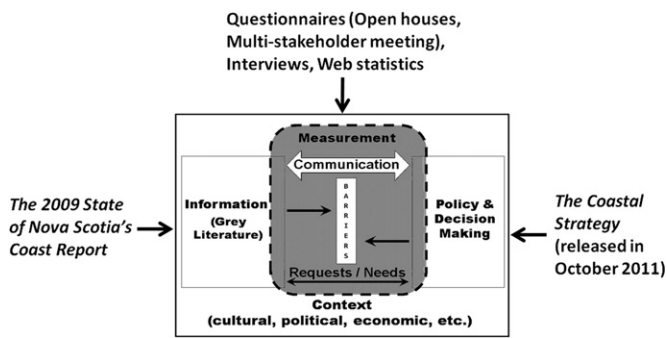 Questionnaires (Open houses,
Multi-stakeholder meeting),
Interviews, Web statistics
Measurement
Communication
The 2009 State
of Nova Scotia's
Coast Report
Information
(Grey
Literature)
BARRIERS
Policy &
Decision
Making
The Coastal
Strategy
(released in
October 2011)
Requests / Needs
Context
(cultural, political, economic, etc.)